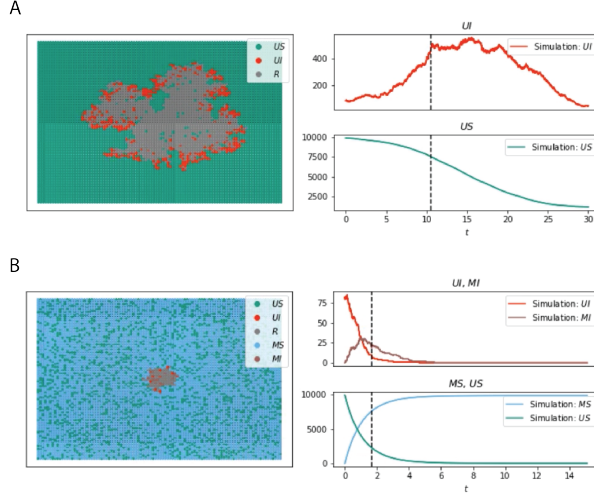 A
US
UI
R
UI
Simulation: UI
400
200
US
Simulation: US
10000
7500
5000
2500
0 5 10 15 20 25 30
t
B
US
UI
R
MS
MI
UI, MI
Simulation: UI
Simulation: MI
75
50
25
0
MS, US
Simulation: MS
Simulation: US
10000
5000
0
0 2 4 6 8 10 12 14
t